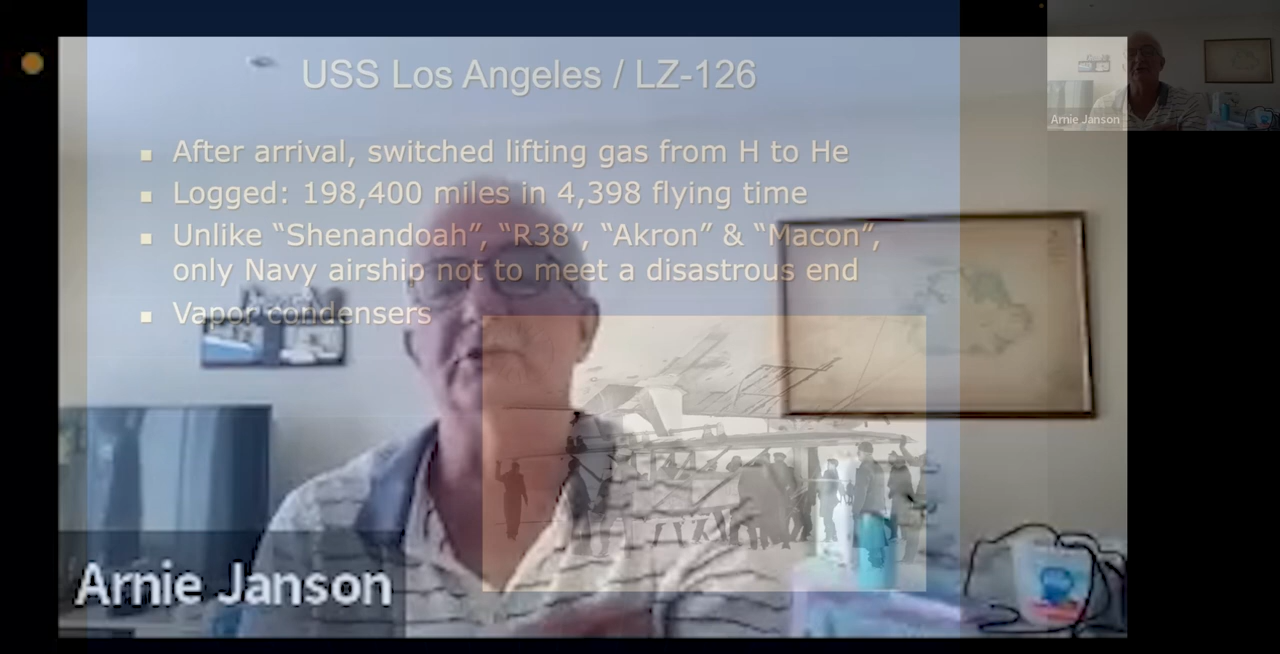 USS Los Angeles / LZ-126
After arrival, switched lifting gas from H to He
Logged: 198,400 miles in 4,398 flying time
Unlike “Shenandoah”, “R38”, “Akron” & “Macon”,
only Navy airship not to meet a disastrous end
Vapor condensers
Arnie Janson
Arnie Janson